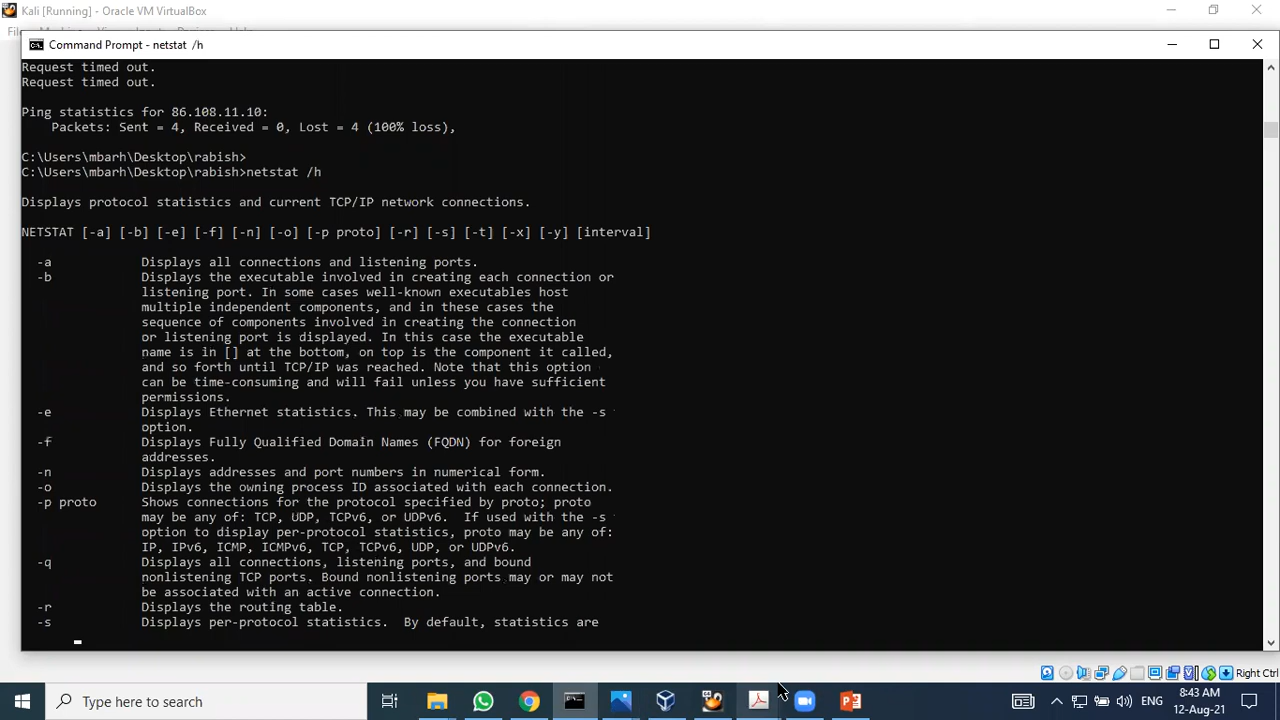 Kali [Running] - Oracle VM VirtualBox
Command Prompt - netstat /h
Request timed out.
Request timed out.
Ping statistics for 86.108.11.10:
Packets: Sent = 4, Received = 0, Lost = 4 (100% loss),
C:\Users\mbarh\Desktop\rabish>
C:\Users\mbarh\Desktop\rabish>netstat /h
Displays protocol statistics and current TCP/IP network connections.
NETSTAT [-a] [-b] [-e] [-f] [-n] [-o] [-p proto] [-r] [-s] [-t] [-x] [-y] [interval]
-a Displays all connections and listening ports.
-b Displays the executable involved in creating each connection or
listening port. In some cases well-known executables host
multiple independent components, and in these cases the
sequence of components involved in creating the connection
or listening port is displayed. In this case the executable
name is in [] at the bottom, on top is the component it called,
and so forth until TCP/IP was reached. Note that this option
can be time-consuming and will fail unless you have sufficient
permissions.
-e Displays Ethernet statistics. This may be combined with the -s
option.
-f Displays Fully Qualified Domain Names (FQDN) for foreign
addresses.
-n Displays addresses and port numbers in numerical form.
-o Displays the owning process ID associated with each connection.
-p proto Shows connections for the protocol specified by proto; proto
may be any of: TCP, UDP, TCPv6, or UDPv6. If used with the -s
option to display per-protocol statistics, proto may be any of:
IP, IPv6, ICMP, ICMPv6, TCP, TCPv6, UDP, or UDPv6.
-q Displays all connections, listening ports, and bound
nonlistening TCP ports. Bound nonlistening ports may or may not
be associated with an active connection.
-r Displays the routing table.
-s Displays per-protocol statistics. By default, statistics are
Right Ctrl
Type here to search
ENG
8:43 AM
12-Aug-21